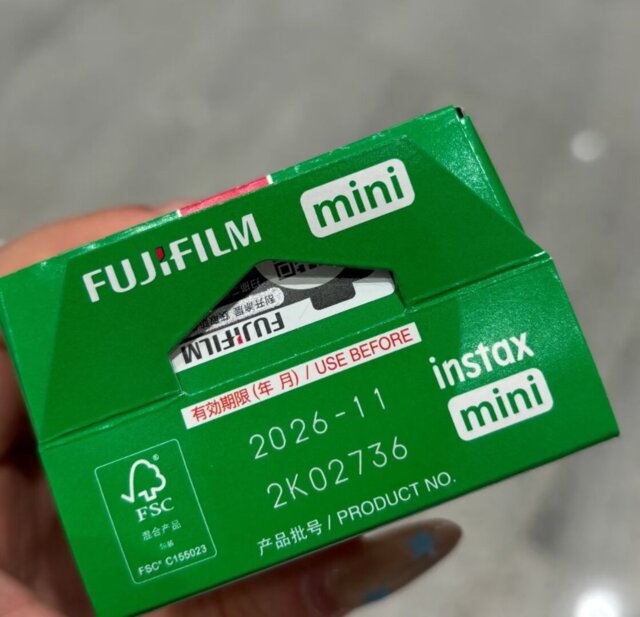 FUJIFILM
mini
FUJIFILM
有効期限(年 月) / USE BEFORE
instax
mini
2026-11
2K02736
产品批号 / PRODUCT NO.
FSC
混合产品
FSC® C155023